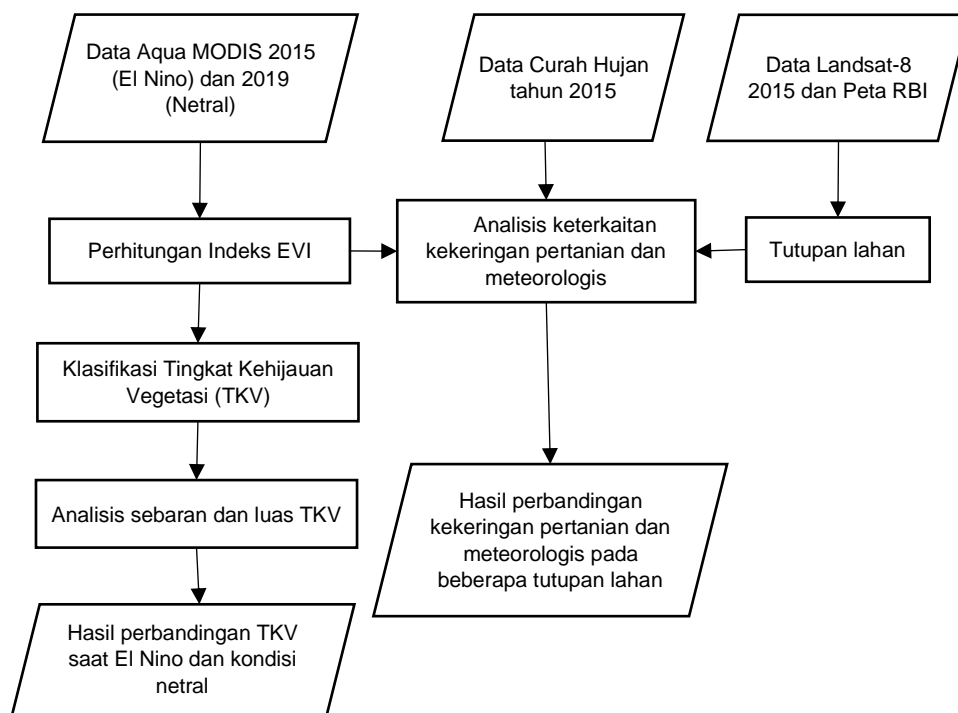 Data Aqua MODIS 2015
(El Nino) dan 2019
(Netral)
Data Curah Hujan
tahun 2015
Data Landsat-8
2015 dan Peta RBI
Perhitungan Indeks EVI
Analisis keterkaitan
kekeringan pertanian dan
meteorologis
Tutupan lahan
Klasifikasi Tingkat Kehijauan
Vegetasi (TKV)
Analisis sebaran dan luas TKV
Hasil perbandingan
kekeringan pertanian dan
meteorologis pada
beberapa tutupan lahan
Hasil perbandingan TKV
saat El Nino dan kondisi
netral